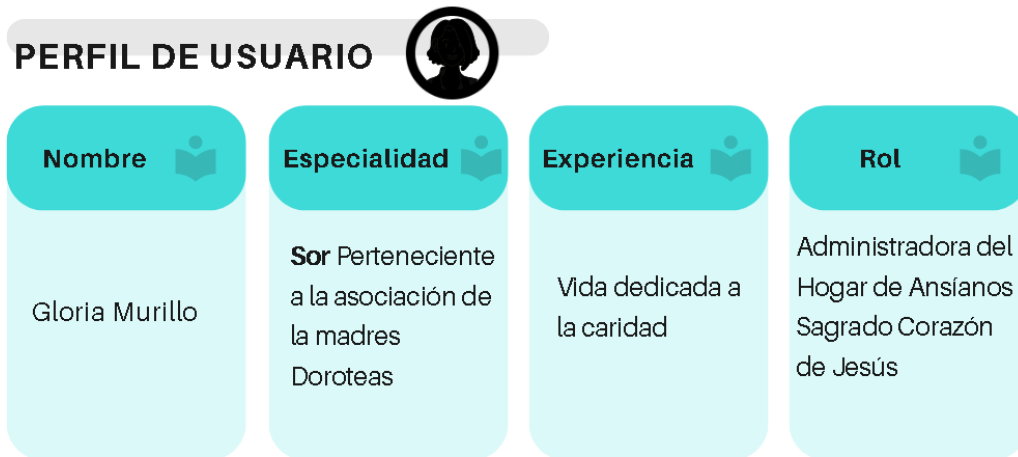 PERFIL DE USUARIO
Nombre
Gloria Murillo
Especialidad
Sor Perteneciente
a la asociación de
la madres
Doroteas
Experiencia
Vida dedicada a
la caridad
Rol
Administradora del
Hogar de Ansíanos
Sagrado Corazón
de Jesús